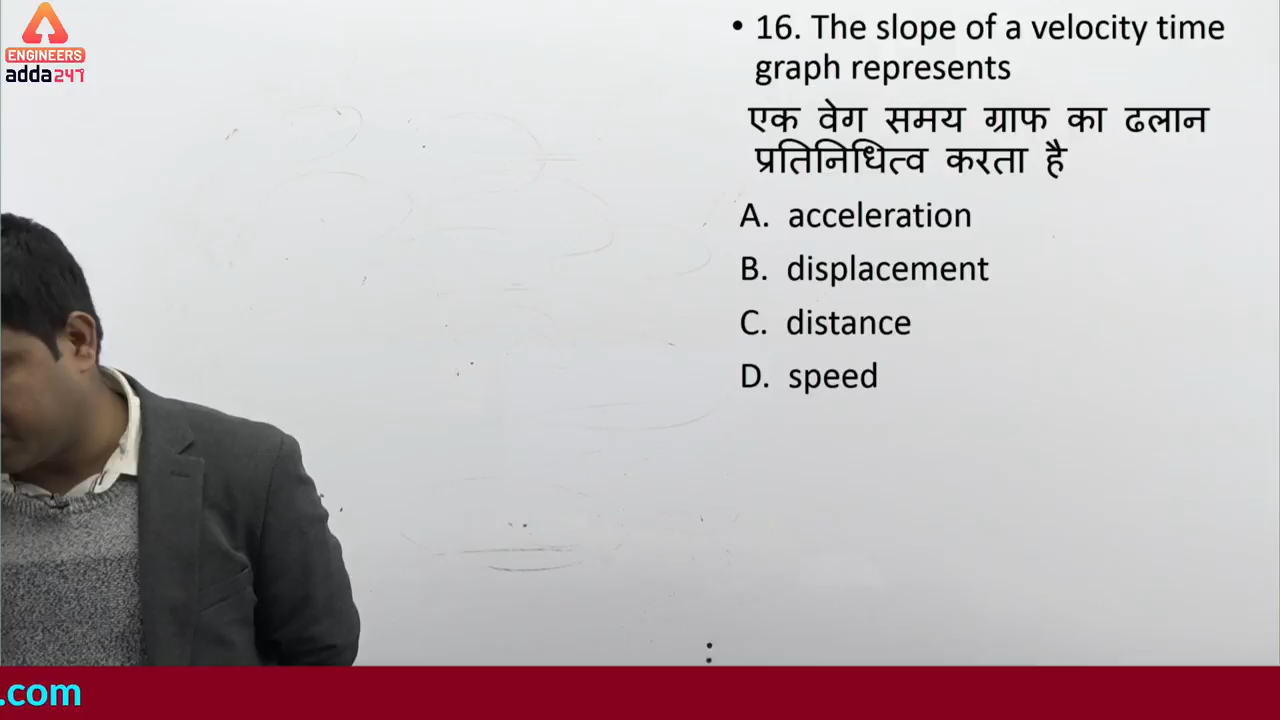 ENGINEERS
adda247
• 16. The slope of a velocity time
graph represents
एक वेग समय ग्राफ का ढलान
प्रतिनिधित्व करता है
A. acceleration
B. displacement
C. distance
D. speed
.com